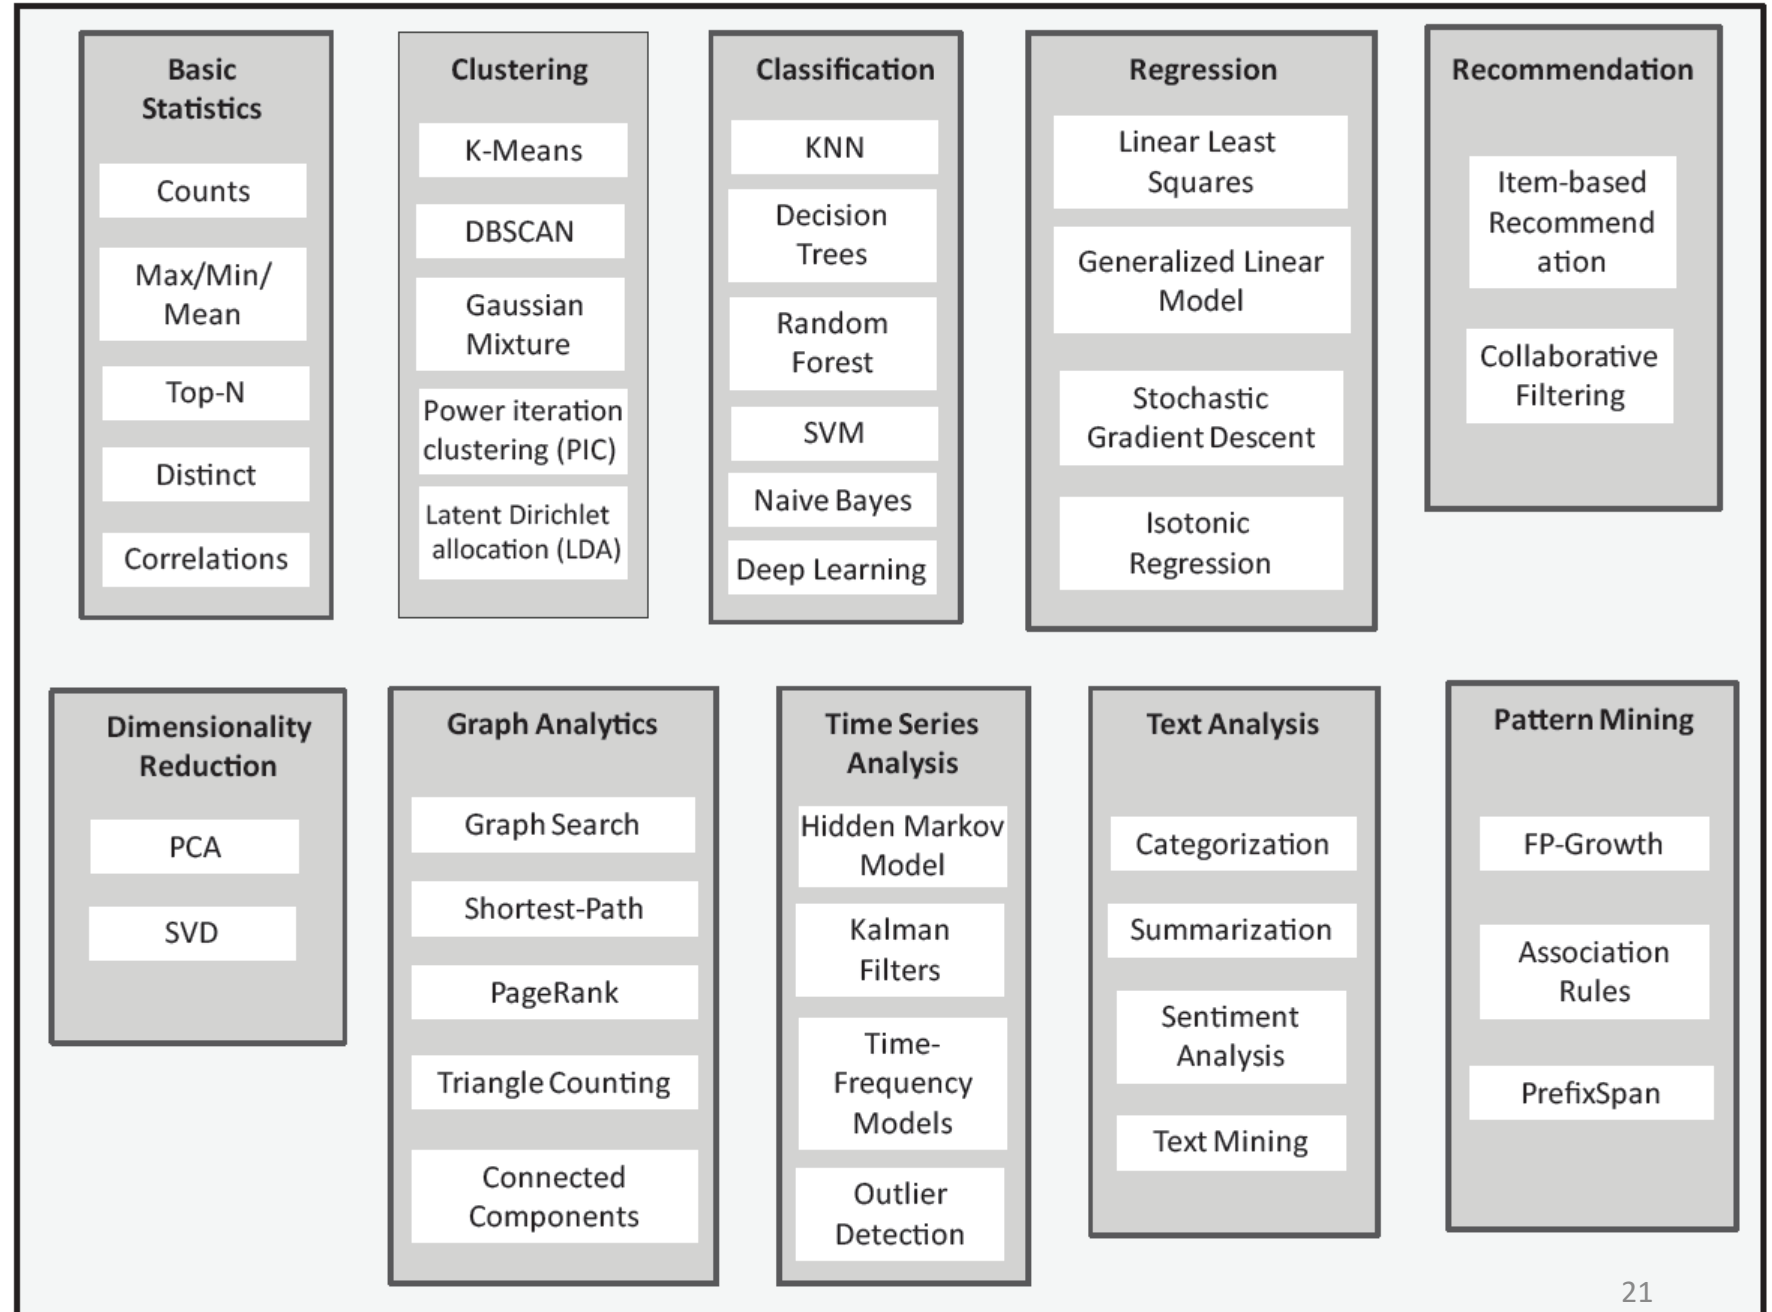 Basic
Statistics
Counts
Max/Min/
Mean
Top-N
Distinct
Correlations
Clustering
K-Means
DBSCAN
Gaussian
Mixture
Power iteration
clustering (PIC)
Latent Dirichlet
allocation (LDA)
Classification
KNN
Decision
Trees
Random
Forest
SVM
Naive Bayes
Deep Learning
Regression
Linear Least
Squares
Generalized Linear
Model
Stochastic
Gradient Descent
Isotonic
Regression
Recommendation
Item-based
Recommend
ation
Collaborative
Filtering
Dimensionality
Reduction
PCA
SVD
Graph Analytics
Graph Search
Shortest-Path
PageRank
Triangle Counting
Connected
Components
Time Series
Analysis
Hidden Markov
Model
Kalman
Filters
Time-
Frequency
Models
Outlier
Detection
Text Analysis
Categorization
Summarization
Sentiment
Analysis
Text Mining
Pattern Mining
FP-Growth
Association
Rules
PrefixSpan
21